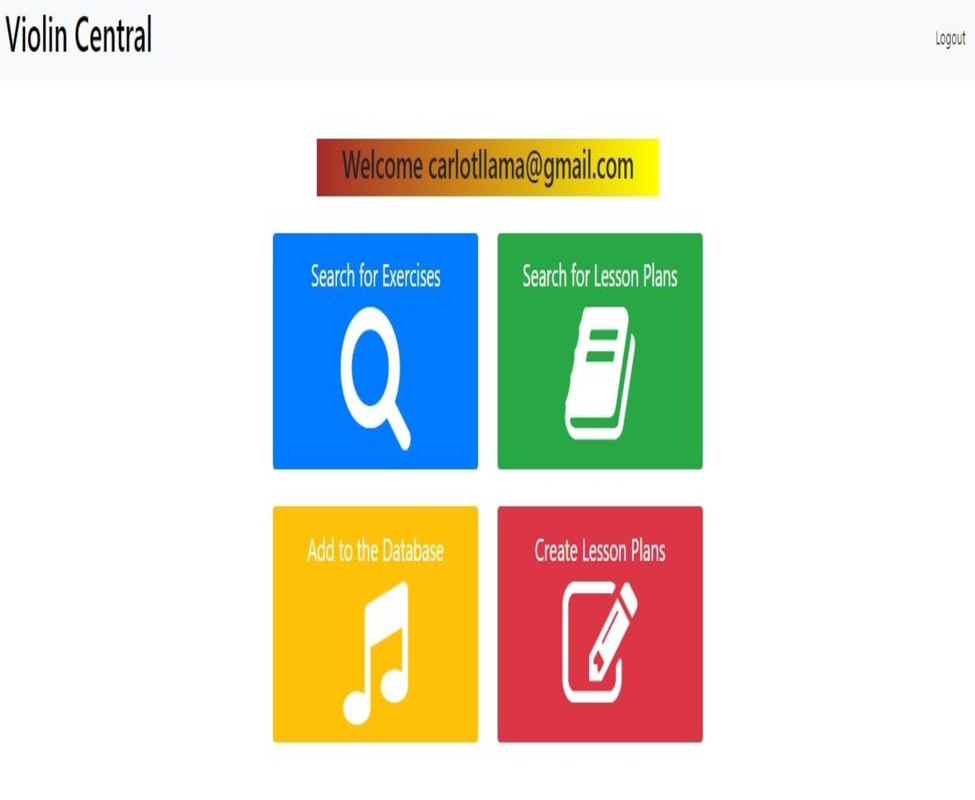 Violin Central
Logout
Welcome carlotllama@gmail.com
Search for Exercises
Search for Lesson Plans
Add to the Database
Create Lesson Plans